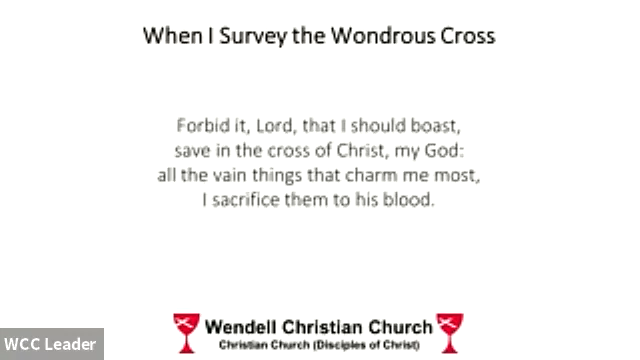 When I Survey the Wondrous Cross
Forbid it, Lord, that I should boast,
save in the cross of Christ, my God:
all the vain things that charm me most,
I sacrifice them to his blood.
Wendell Christian Church
Christian Church (Disciples of Christ)
WCC Leader